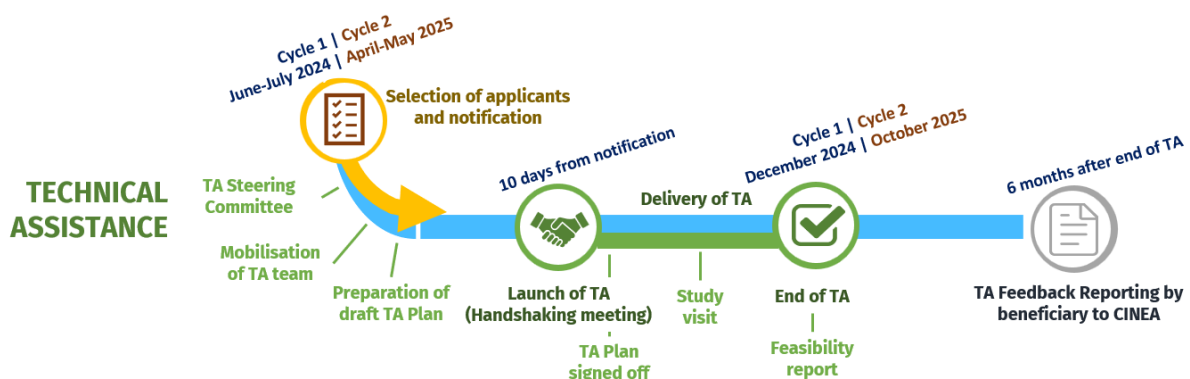 Cycle 1 | Cycle 2
June-July 2024 | April-May 2025
Selection of applicants
and notification
TECHNICAL
ASSISTANCE
TA Steering
Committee
Mobilisation
of TA team
Preparation of
draft TA Plan
10 days from notification
Launch of TA
(Handshaking meeting)
TA Plan
signed off
Delivery of TA
Study
visit
Cycle 1 | Cycle 2
December 2024 | October 2025
End of TA
Feasibility
report
6 months after end of TA
TA Feedback Reporting by
beneficiary to CINEA